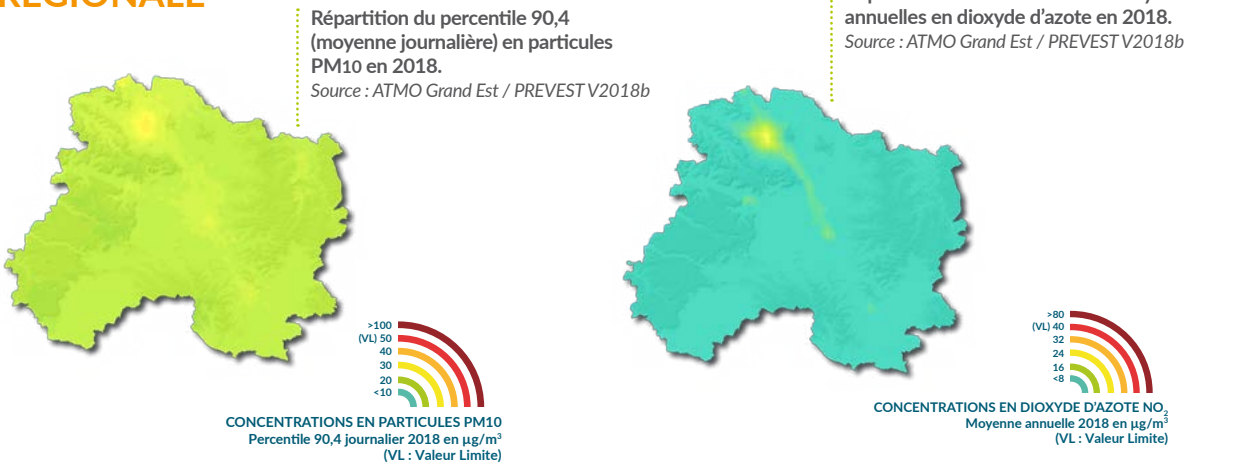 RÉGIONALE
Répartition du percentile 90,4
(moyenne journalière) en particules
PM10 en 2018.
Source : ATMO Grand Est / PREVEST V2018b
annuelles en dioxyde d'azote en 2018.
Source : ATMO Grand Est / PREVEST V2018b
>100
(VL) 50
40
30
20
<10
CONCENTRATIONS EN PARTICULES PM10
Percentile 90,4 journalier 2018 en µg/m³
(VL : Valeur Limite)
>80
(VL) 40
32
24
16
<8
CONCENTRATIONS EN DIOXYDE D'AZOTE NO₂
Moyenne annuelle 2018 en µg/m³
(VL : Valeur Limite)